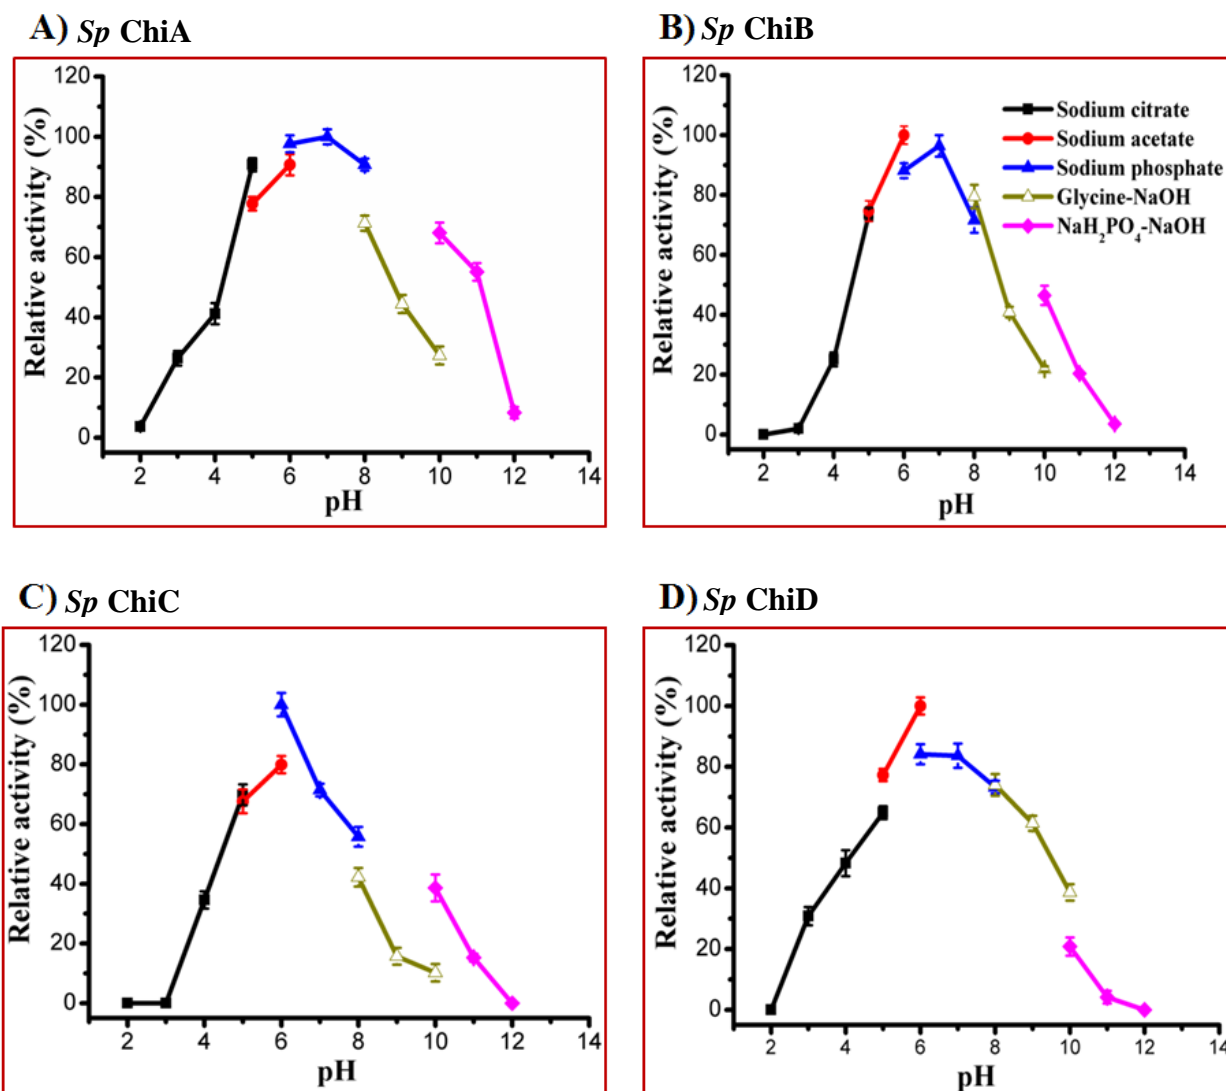 A) Sp ChiA
120
100
80
60
40
20
0
2 4 6 8 10 12 14
Relative activity (%)
pH
B) Sp ChiB
120
100
80
60
40
20
0
2 4 6 8 10 12 14
Relative activity (%)
pH
Sodium citrate
Sodium acetate
Sodium phosphate
Glycine-NaOH
NaH₂PO₄-NaOH
C) Sp ChiC
120
100
80
60
40
20
0
2 4 6 8 10 12 14
Relative activity (%)
pH
D) Sp ChiD
120
100
80
60
40
20
0
2 4 6 8 10 12 14
Relative activity (%)
pH